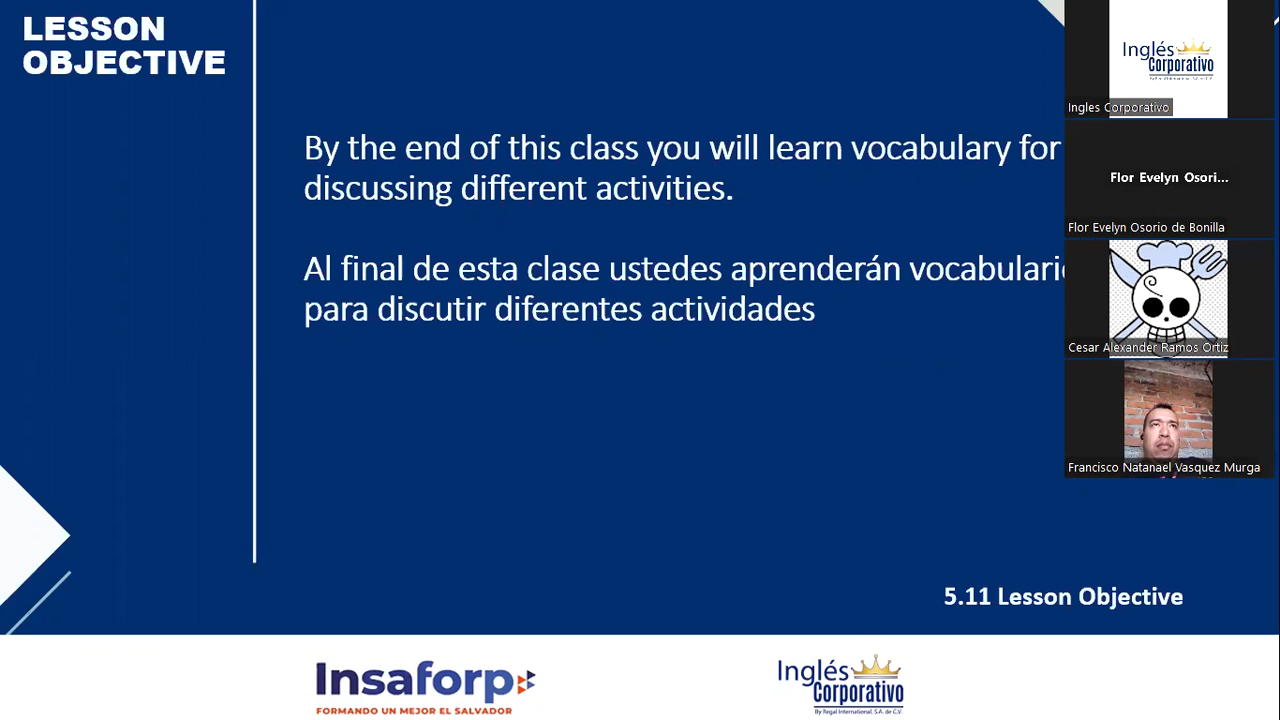 LESSON
OBJECTIVE
By the end of this class you will learn vocabulary for
discussing different activities.
Al final de esta clase ustedes aprenderán vocabulari
para discutir diferentes actividades
5.11 Lesson Objective
Insaforp
FORMANDO UN MEJOR EL SALVADOR
Inglés
Corporativo
By Regal International, S.A. de C.V.
Inglés
Corporativo
Ingles Corporativo
Flor Evelyn Osori...
Flor Evelyn Osorio de Bonilla
Cesar Alexander Ramos Ortiz
Francisco Natanael Vasquez Murga